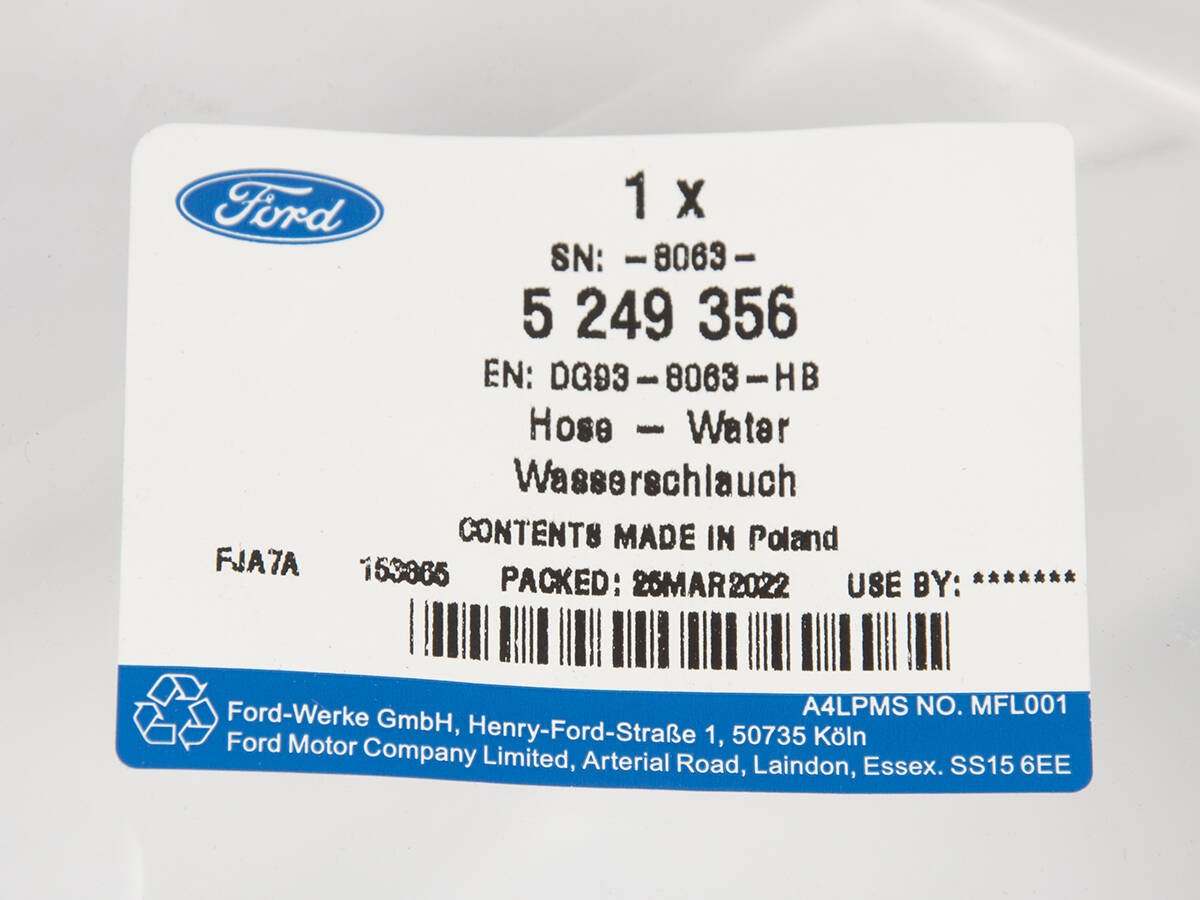 Ford
1 x
SN: -8063-
5 249 356
EN: DG93-8063-HB
Hose - Water
Wasserschlauch
CONTENTS MADE IN Poland
FJA7A PACKED: 25MAR2022 USE BY: *******
A4LPMS NO. MFL001
Ford-Werke GmbH, Henry-Ford-Straße 1, 50735 Köln
Ford Motor Company Limited, Arterial Road, Laindon, Essex. SS15 6EE